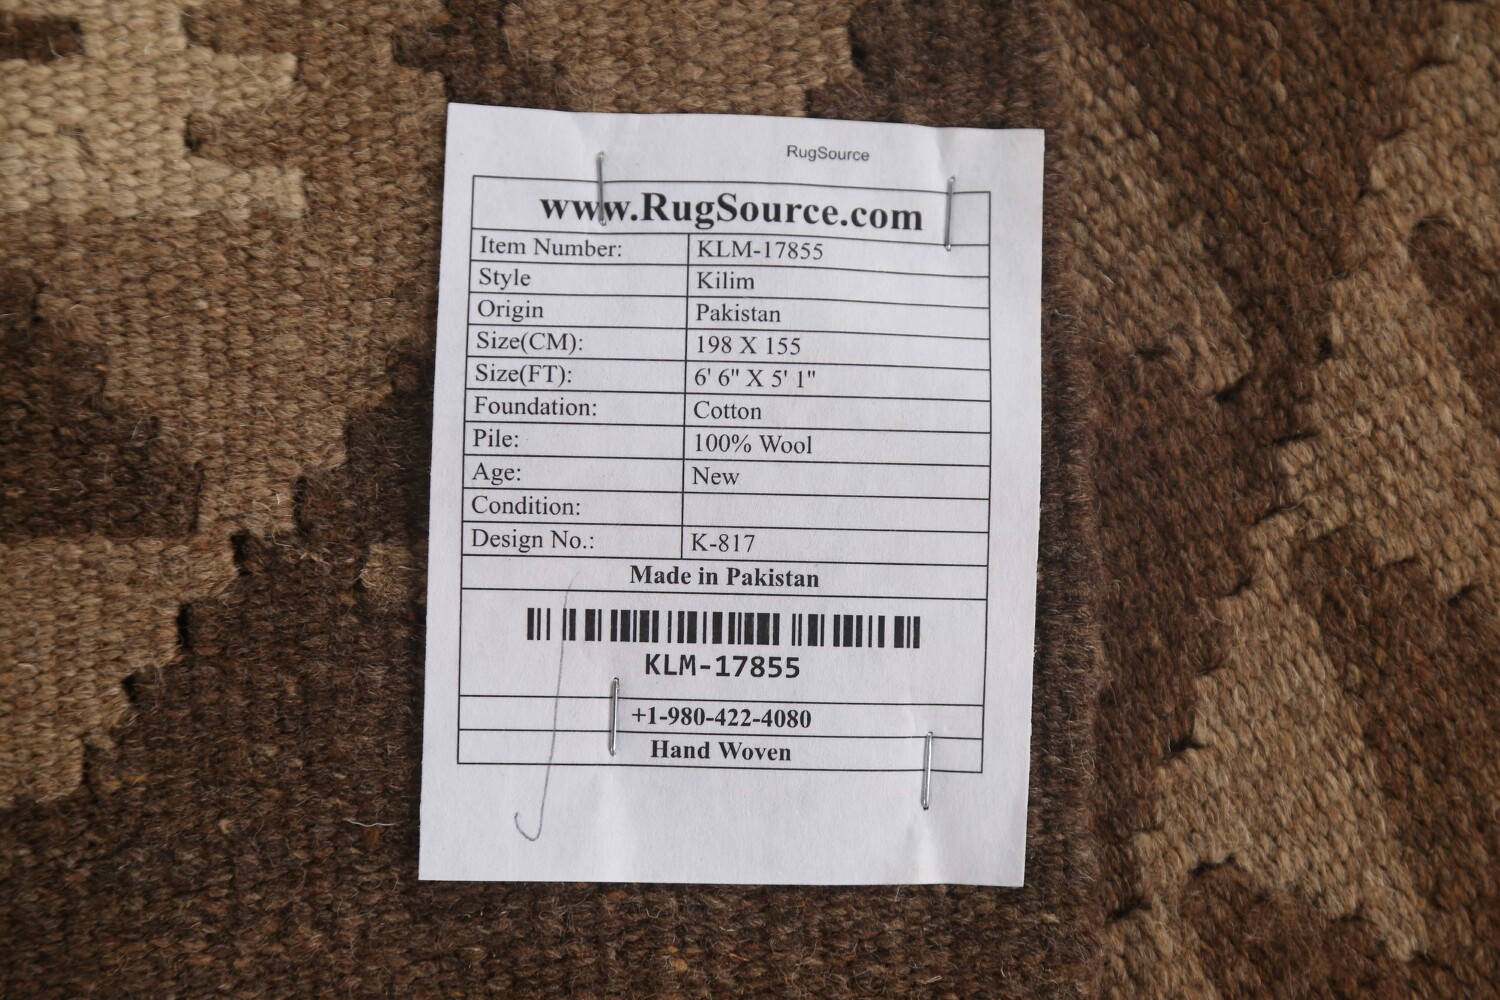 RugSource
www.RugSource.com
Item Number: KLM-17855
Style Kilim
Origin Pakistan
Size(CM): 198 X 155
Size(FT): 6' 6" X 5' 1"
Foundation: Cotton
Pile: 100% Wool
Age: New
Condition:
Design No.: K-817
Made in Pakistan
KLM-17855
+1-980-422-4080
Hand Woven